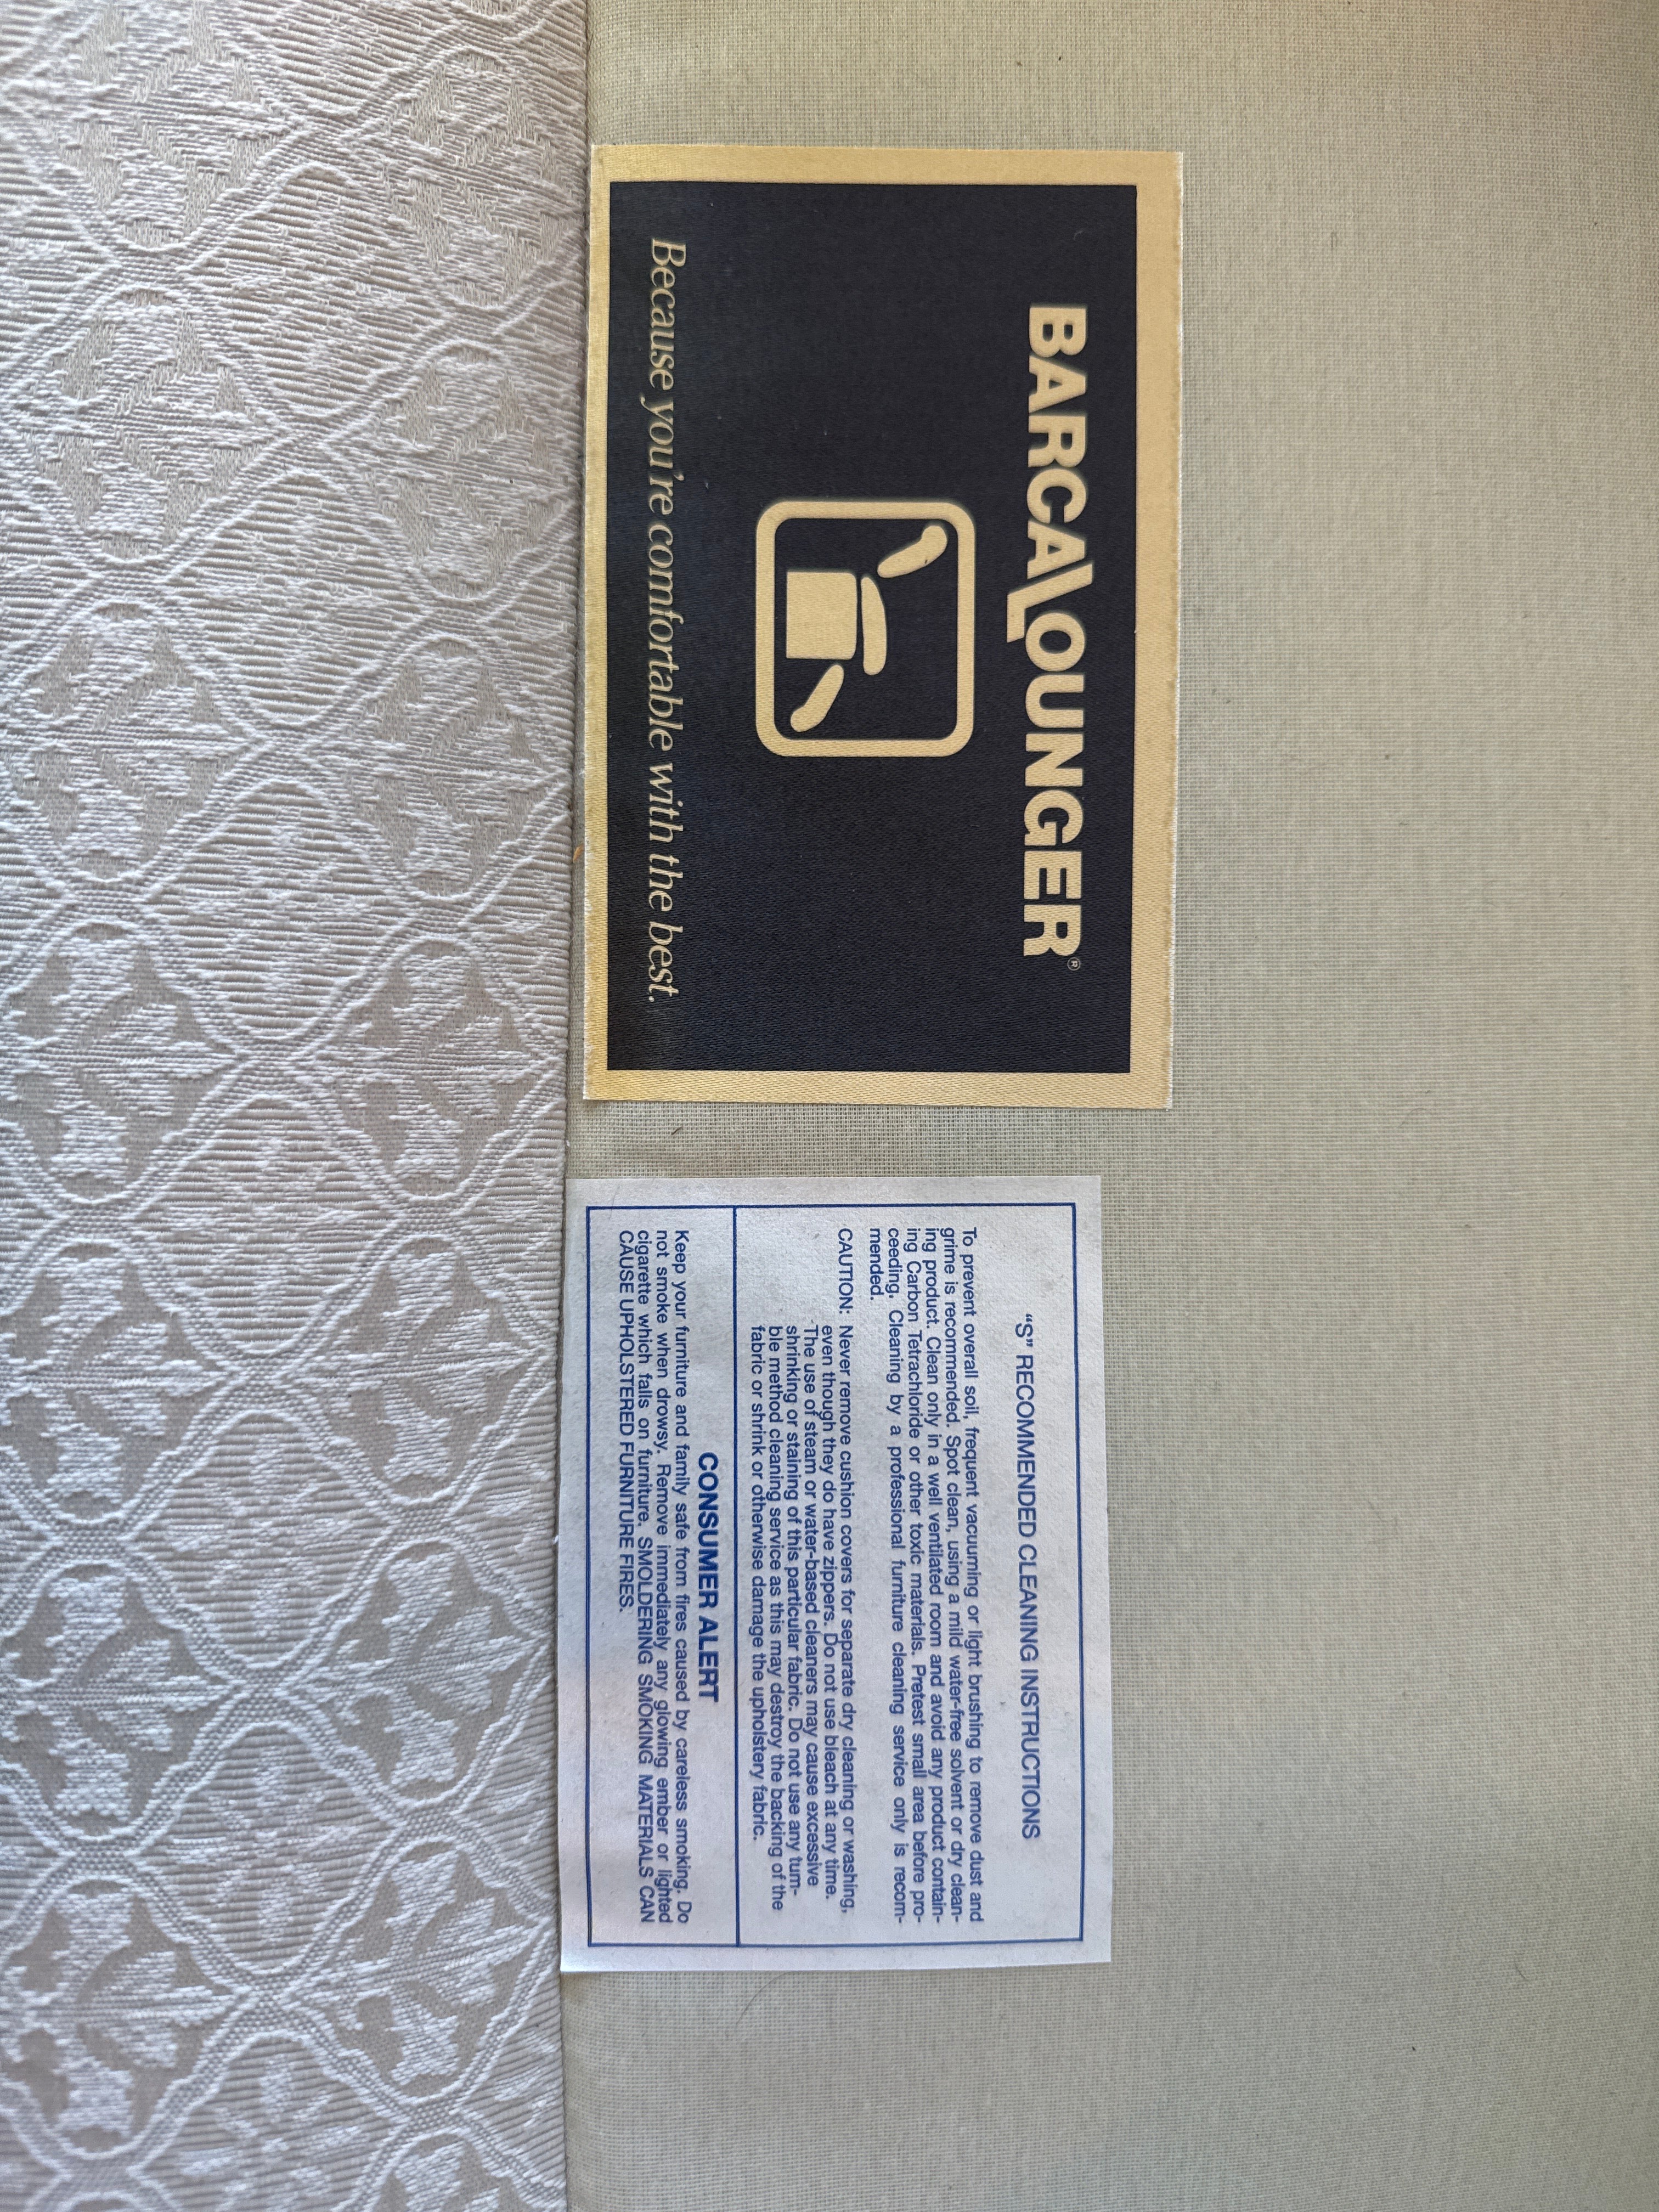 BARCALOUNGER®
Because you're comfortable with the best.
"S" RECOMMENDED CLEANING INSTRUCTIONS
To prevent overall soil, frequent vacuuming or light brushing to remove dust and
grime is recommended. Spot clean, using a mild water-free solvent or dry clean-
ing product. Clean only in a well ventilated room and avoid any product contain-
ing Carbon Tetrachloride or other toxic materials. Pretest small area before pro-
ceeding. Cleaning by a professional furniture cleaning service only is recom-
mended.
CAUTION: Never remove cushion covers for separate dry cleaning or washing,
even though they do have zippers. Do not use bleach at any time.
The use of steam or water-based cleaners may cause excessive
shrinking or staining of this particular fabric. Do not use any tum-
ble method cleaning service as this may destroy the backing of the
fabric or shrink or otherwise damage the upholstery fabric.
CONSUMER ALERT
Keep your furniture and family safe from fires caused by careless smoking. Do
not smoke when drowsy. Remove immediately any glowing ember or lighted
cigarette which falls on furniture. SMOLDERING SMOKING MATERIALS CAN
CAUSE UPHOLSTERED FURNITURE FIRES.